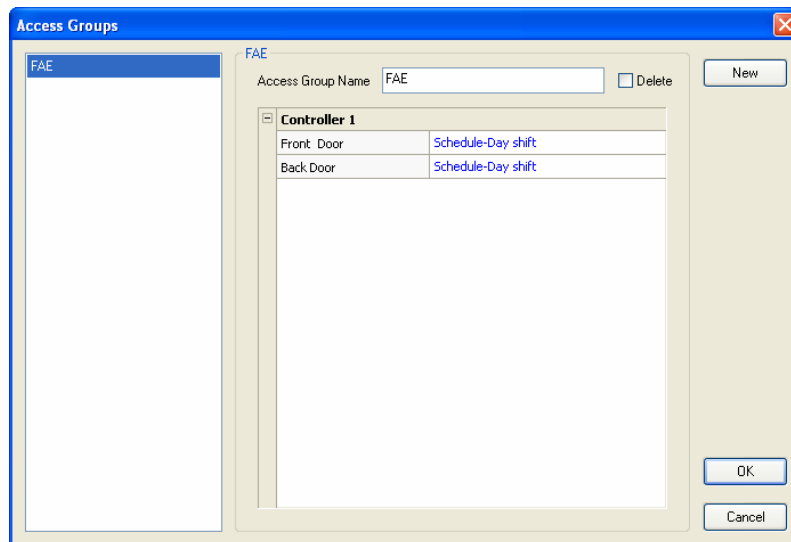 Access Groups
FAE
FAE
Access Group Name FAE Delete
New
Controller 1
Front Door Schedule-Day shift
Back Door Schedule-Day shift
OK
Cancel